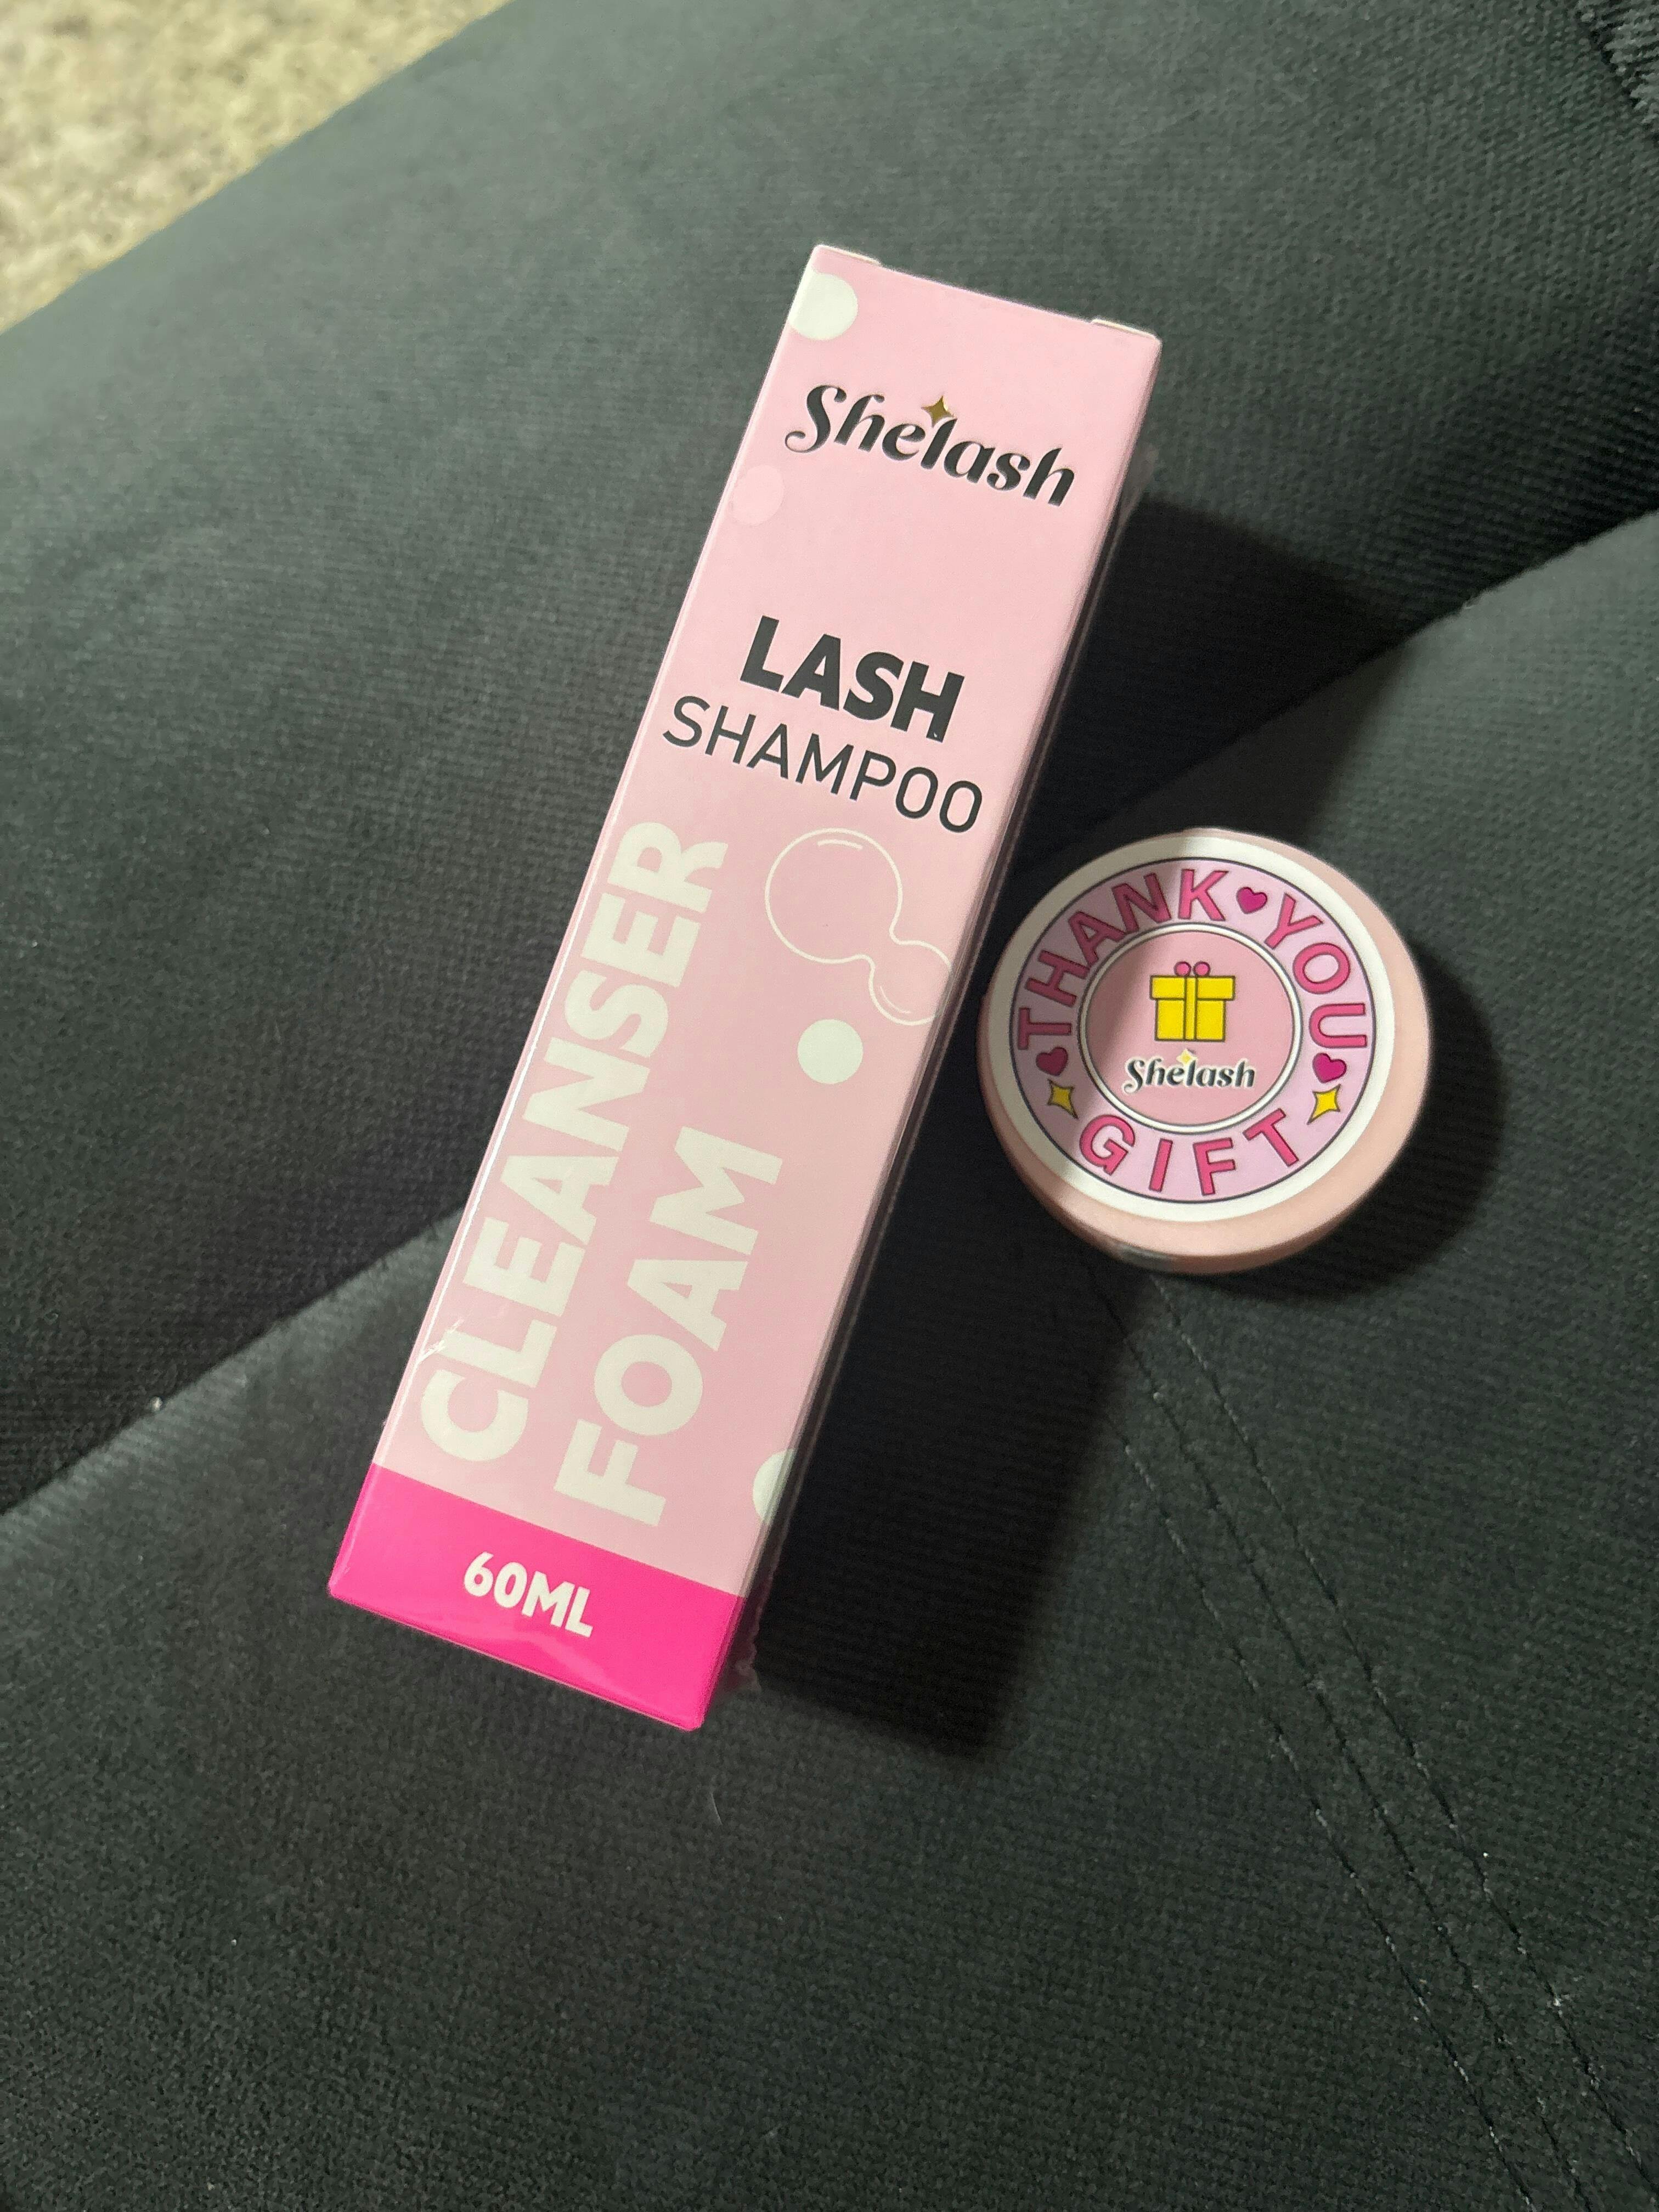 Shelash
LASH
SHAMPOO
CLEANSER
FOAM
60ML
THANK YOU
Shelash
GIFT